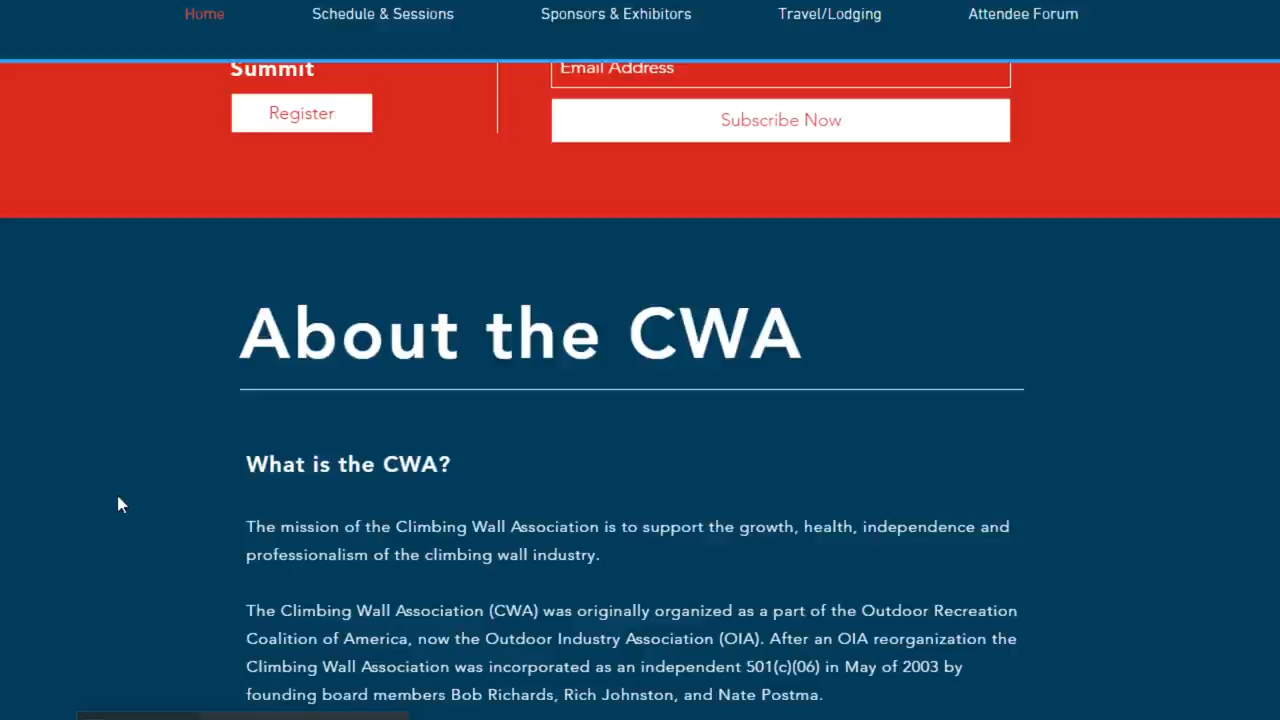 Home Schedule & Sessions Sponsors & Exhibitors Travel/Lodging Attendee Forum
Summit
Email Address
Register
Subscribe Now
About the CWA
What is the CWA?
The mission of the Climbing Wall Association is to support the growth, health, independence and
professionalism of the climbing wall industry.
The Climbing Wall Association (CWA) was originally organized as a part of the Outdoor Recreation
Coalition of America, now the Outdoor Industry Association (OIA). After an OIA reorganization the
Climbing Wall Association was incorporated as an independent 501(c)(06) in May of 2003 by
founding board members Bob Richards, Rich Johnston, and Nate Postma.